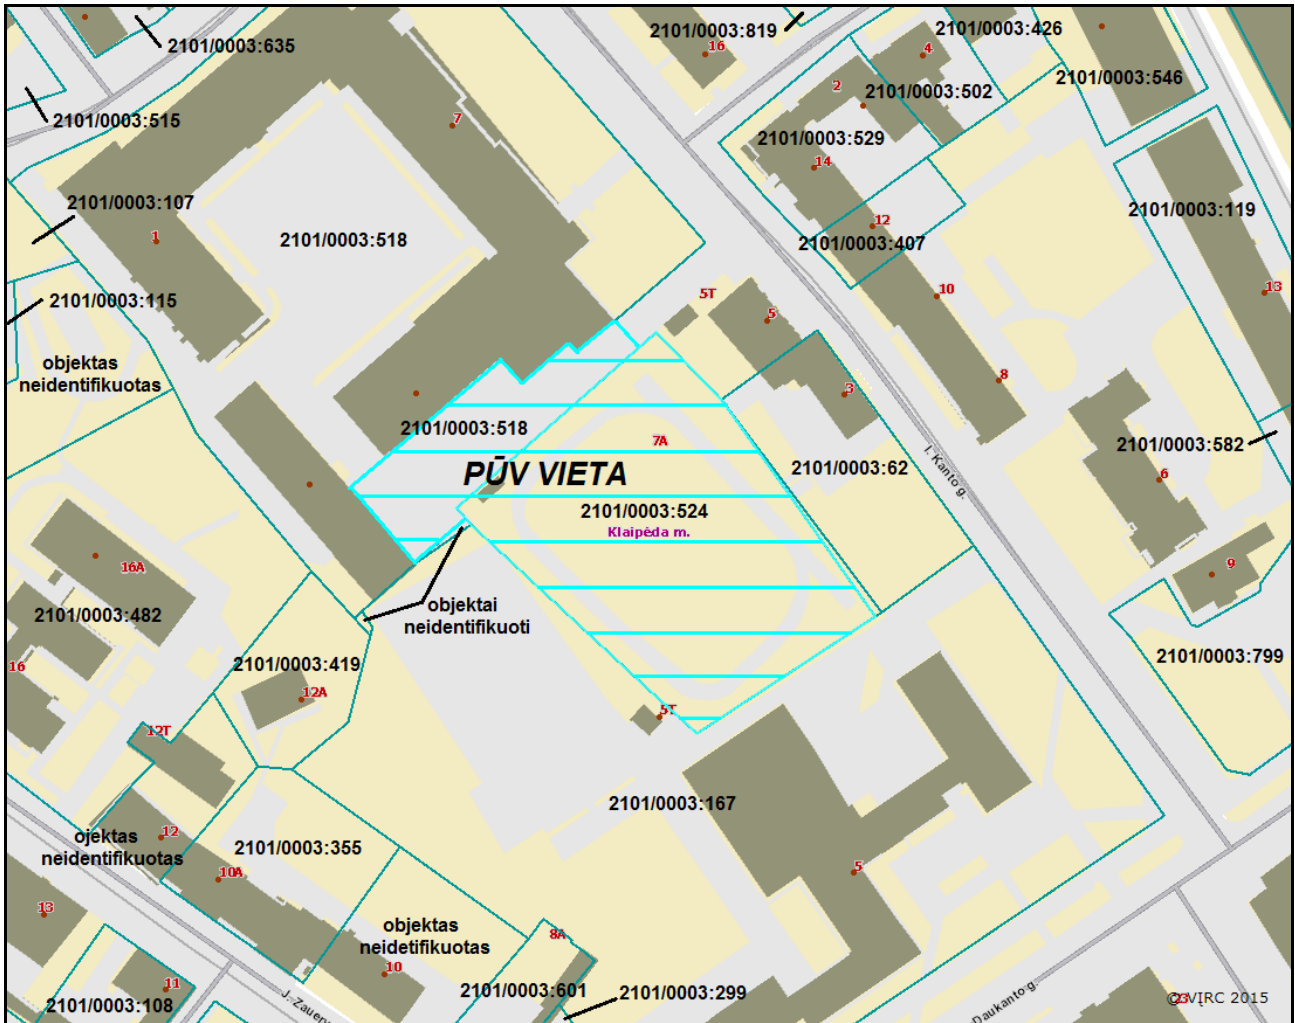 2101/0003:635
2101/0003:819
16
4
2101/0003:426
2101/0003:546
2
2101/0003:502
2101/0003:515
7
2101/0003:529
14
2101/0003:107
1
2101/0003:518
12
2101/0003:407
2101/0003:119
2101/0003:115
5T
5
10
13
objektas
neidentifikuotas
3
8
2101/0003:518
7A
2101/0003:62
2101/0003:582
I. Kanto g.
PŪV VIETA
6
2101/0003:524
Klaipėda m.
16A
9
2101/0003:482
objektai
neidentifikuoti
16
2101/0003:419
12A
2101/0003:799
5T
12T
2101/0003:167
ojektas
neidentifikuotas
12
2101/0003:355
10A
5
13
objektas
neidetifikuotas
8A
10
11
2101/0003:108
2101/0003:601
2101/0003:299
Daukanto g.
23
VĮRC 2015